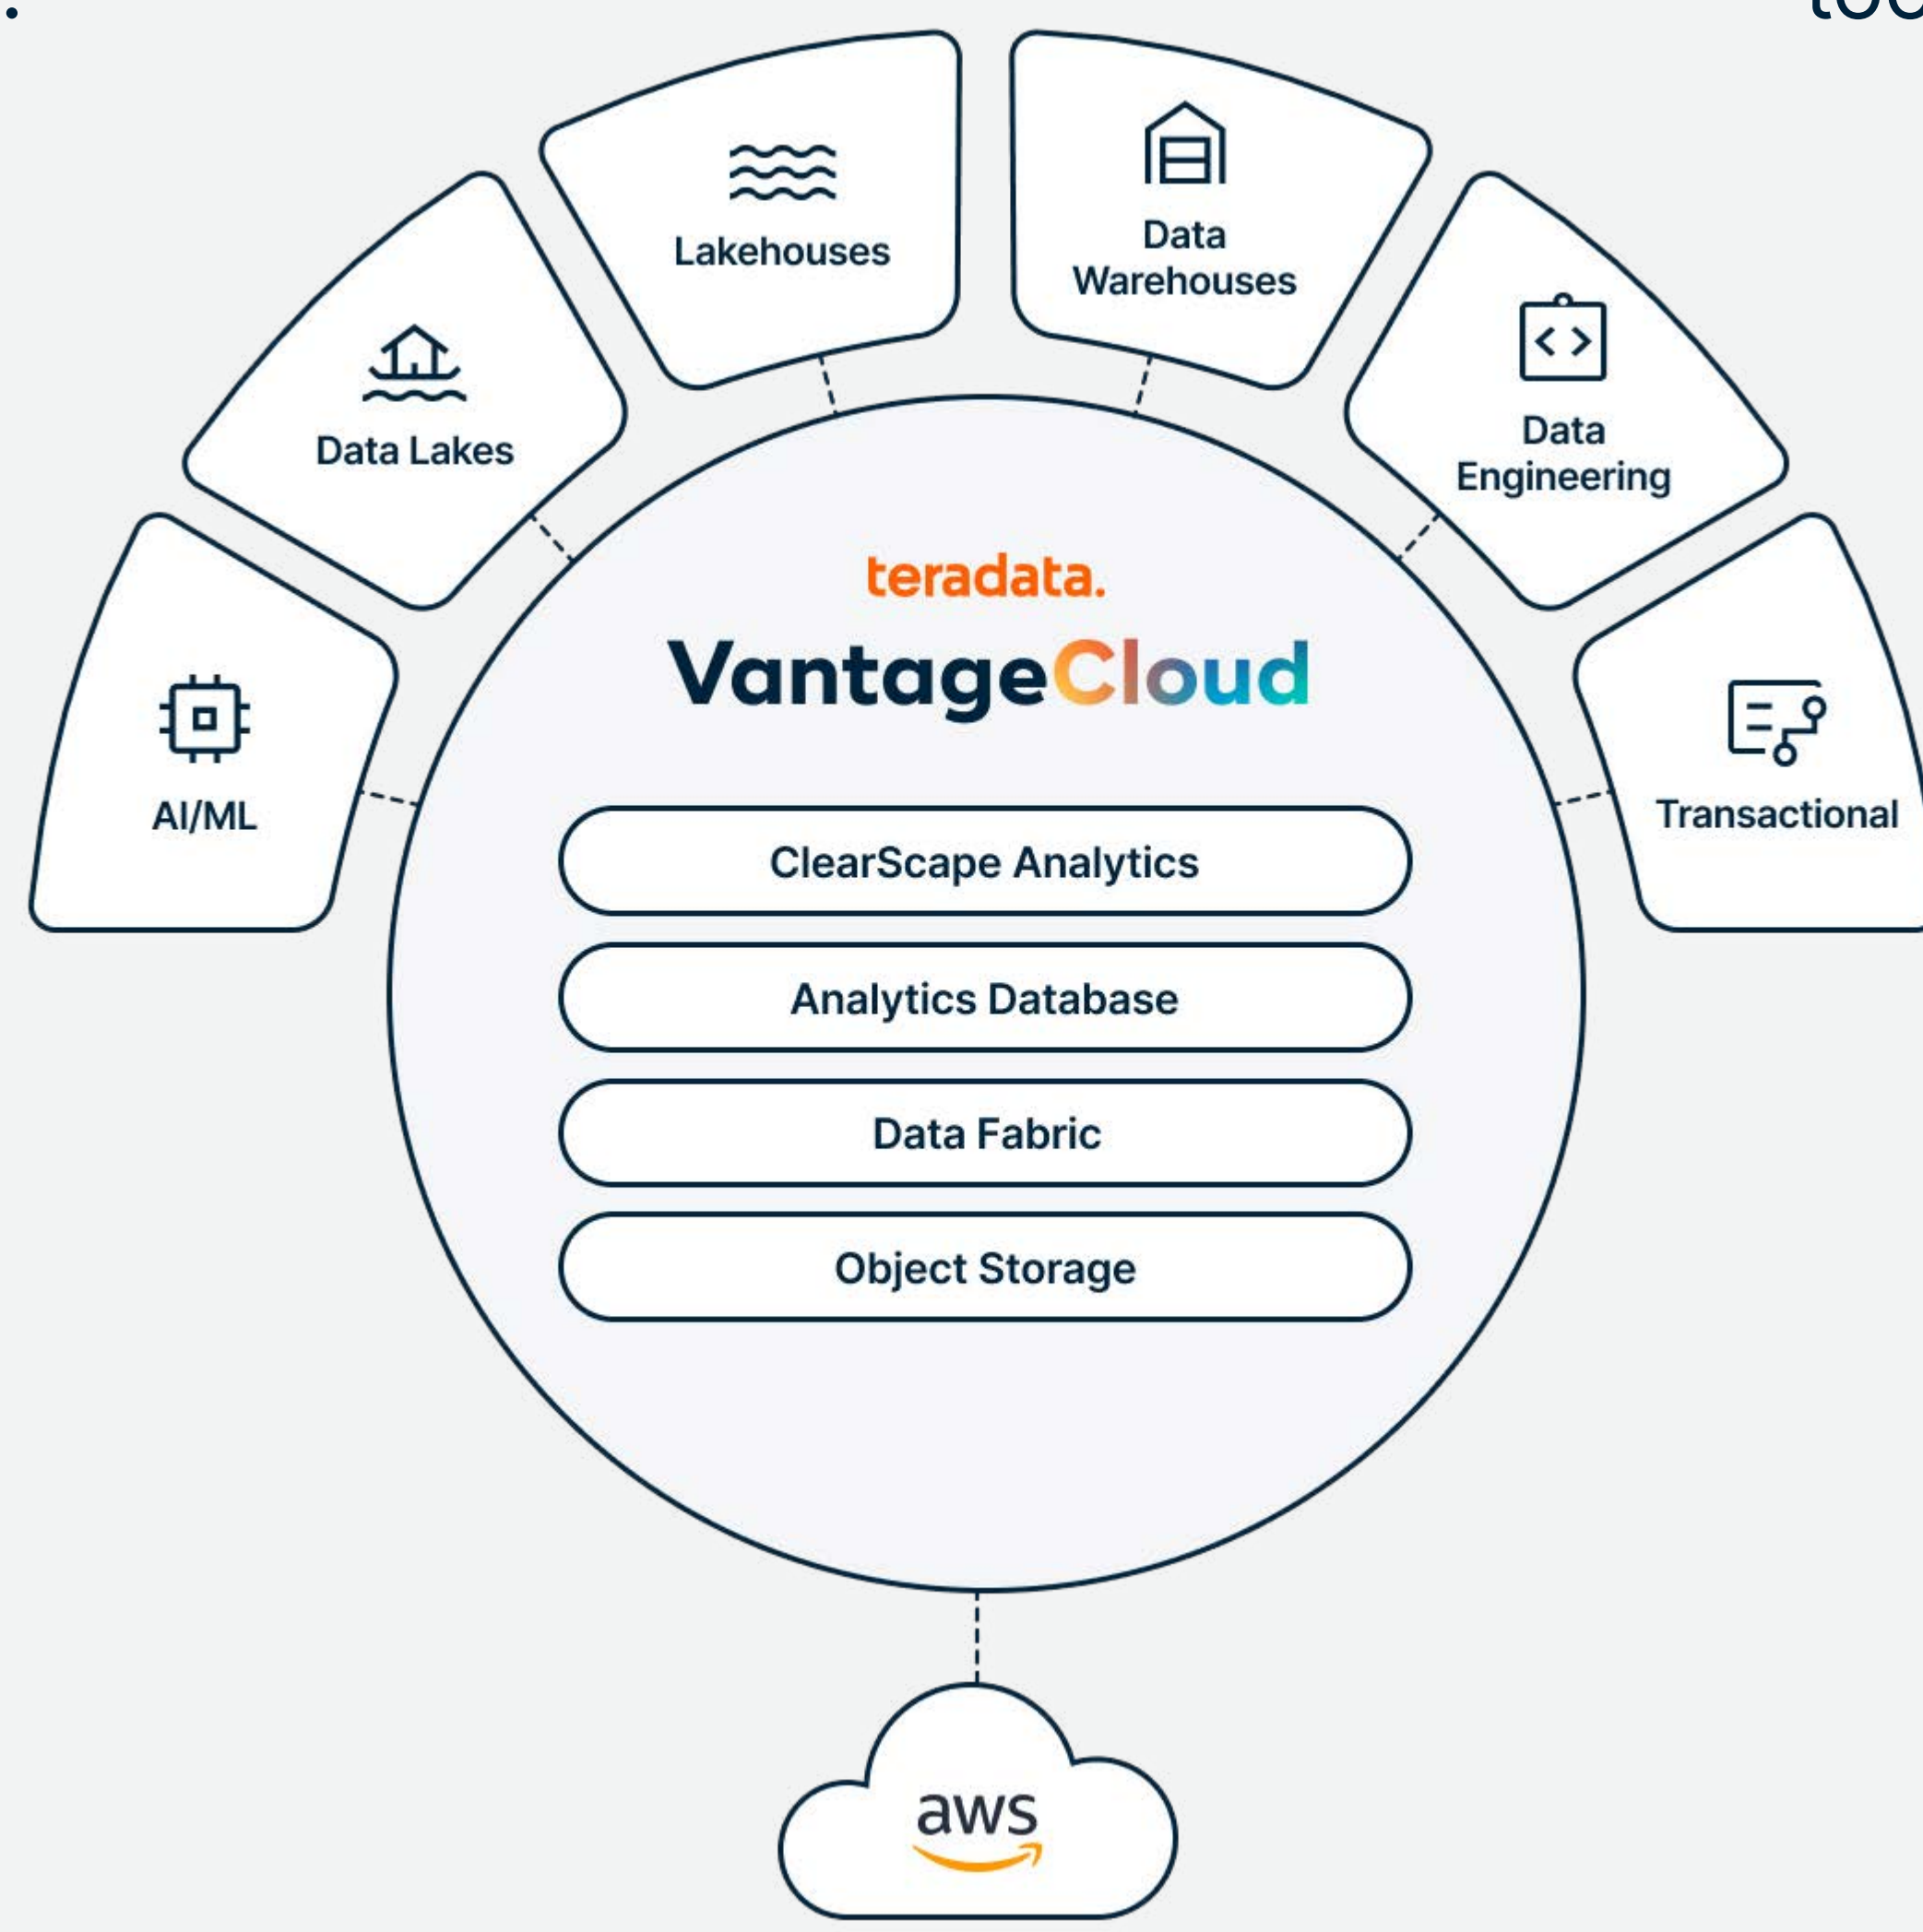 Lakehouses
Data
Warehouses
Data Lakes
Data
Engineering
AI/ML
Transactional
teradata.
VantageCloud
ClearScape Analytics
Analytics Database
Data Fabric
Object Storage
aws